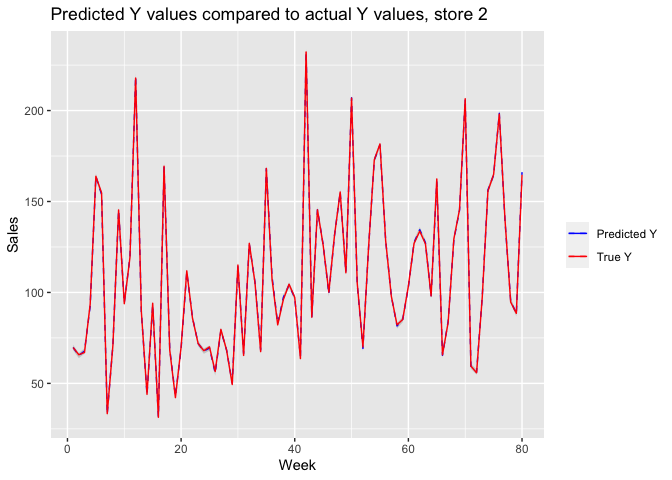 Predicted Y values compared to actual Y values, store 2
200
150
100
50
Sales
0
20
40
60
80
Week
Predicted Y
True Y